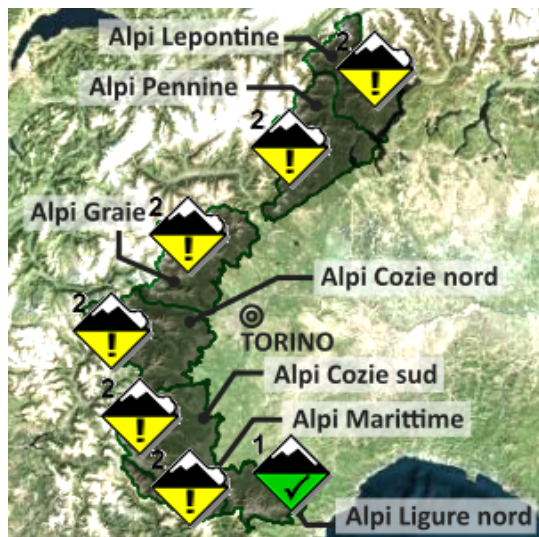 Alpi Lepontine
2
Alpi Pennine
2
Alpi Graie
2
Alpi Cozie nord
2
TORINO
Alpi Cozie sud
2
Alpi Marittime
2
1
Alpi Ligure nord